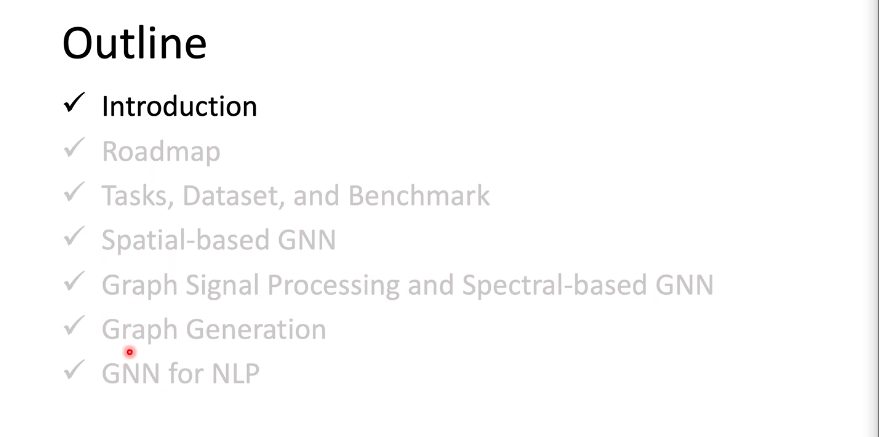 Outline
✓ Introduction
✓ Roadmap
✓ Tasks, Dataset, and Benchmark
✓ Spatial-based GNN
✓ Graph Signal Processing and Spectral-based GNN
✓ Graph Generation
✓ GNN for NLP